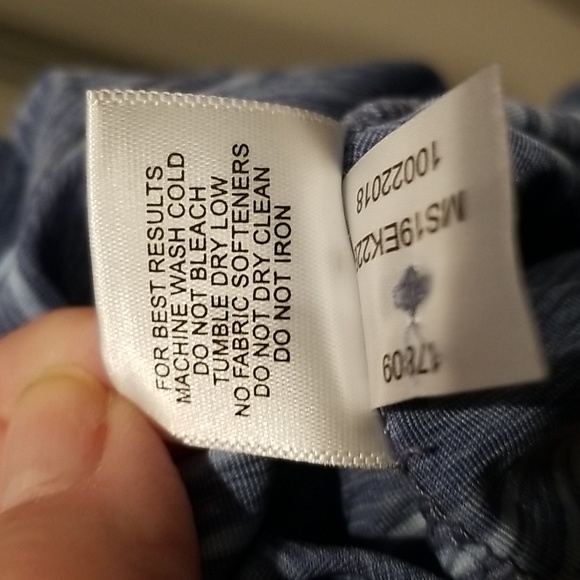 FOR BEST RESULTS
MACHINE WASH COLD
DO NOT BLEACH
TUMBLE DRY LOW
NO FABRIC SOFTENERS
DO NOT DRY CLEAN
DO NOT IRON
10022018